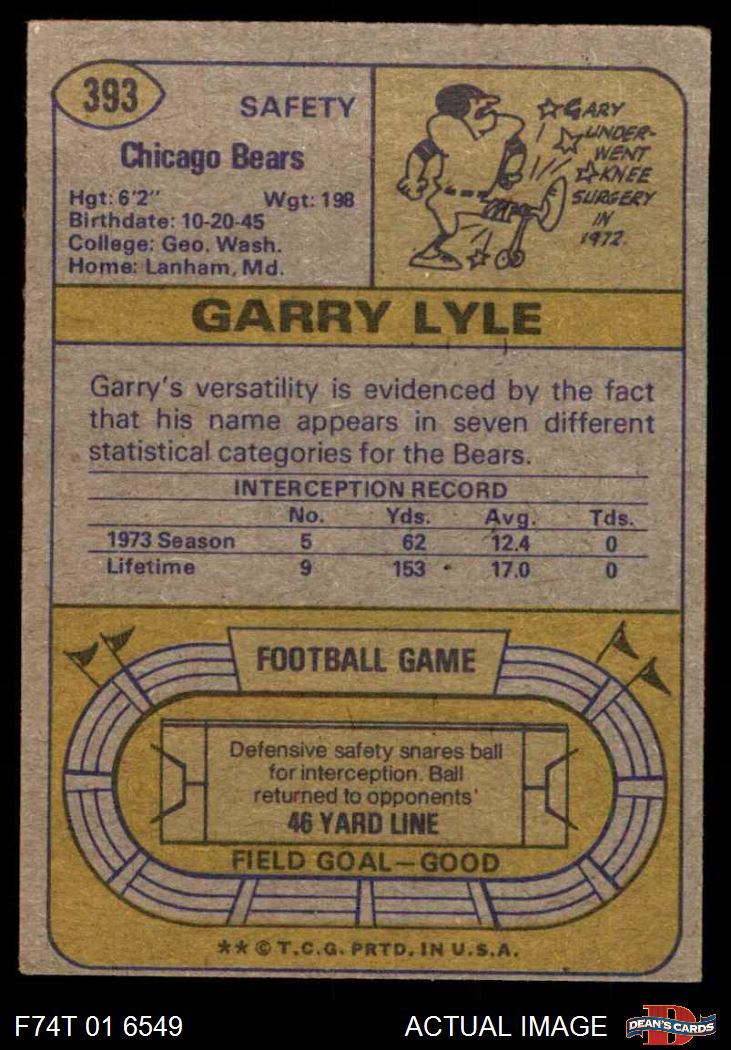 393
SAFETY
Chicago Bears
Hgt: 6'2" Wgt: 198
Birthdate: 10-20-45
College: Geo. Wash.
Home: Lanham, Md.
GARY
UNDER-
WENT
KNEE
SURGERY
IN
1972.
GARRY LYLE
Garry's versatility is evidenced by the fact
that his name appears in seven different
statistical categories for the Bears.
INTERCEPTION RECORD
No. Yds. Avg. Tds.
1973 Season 5 62 12.4 0
Lifetime 9 153 17.0 0
FOOTBALL GAME
Defensive safety snares ball
for interception. Ball
returned to opponents'
46 YARD LINE
FIELD GOAL—GOOD
** © T.C.G. PRTD. IN U.S.A.
F74T 01 6549 ACTUAL IMAGE
D
DEAN'S CARDS